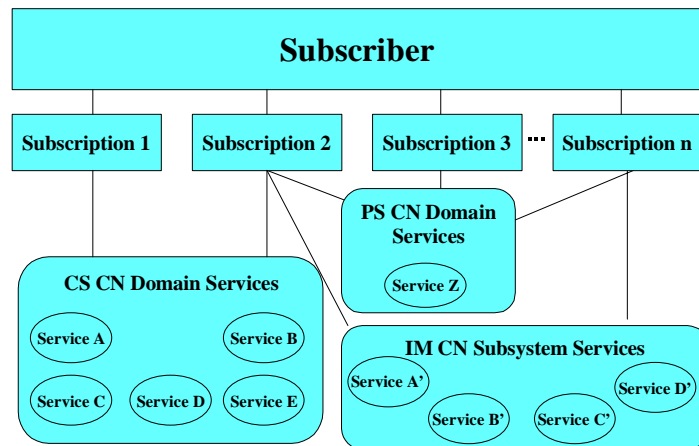 Subscriber
Subscription 1
Subscription 2
Subscription 3
...
Subscription n
PS CN Domain
Services
Service Z
CS CN Domain Services
Service A
Service B
Service C
Service D
Service E
IM CN Subsystem Services
Service A’
Service B’
Service C’
Service D’